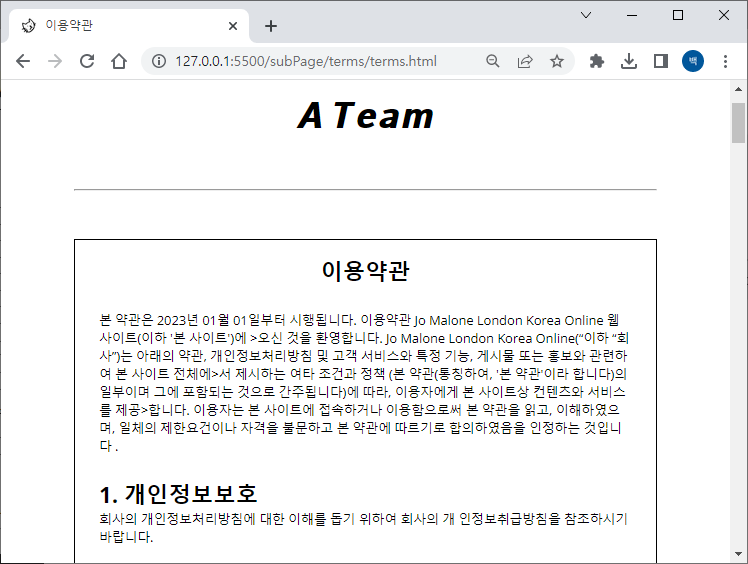 이용약관
127.0.0.1:5500/subPage/terms/terms.html
백
A Team
이용약관
본 약관은 2023년 01월 01일부터 시행됩니다. 이용약관 Jo Malone London Korea Online 웹
사이트(이하 '본 사이트')에 >오신 것을 환영합니다. Jo Malone London Korea Online(“이하 “회
사”)는 아래의 약관, 개인정보처리방침 및 고객 서비스와 특정 기능, 게시물 또는 홍보와 관련하
여 본 사이트 전체에>서 제시하는 여타 조건과 정책 (본 약관(통칭하여, '본 약관'이라 합니다)의
일부이며 그에 포함되는 것으로 간주됩니다)에 따라, 이용자에게 본 사이트상 컨텐츠와 서비스
를 제공>합니다. 이용자는 본 사이트에 접속하거나 이용함으로써 본 약관을 읽고, 이해하였으
며, 일체의 제한요건이나 자격을 불문하고 본 약관에 따르기로 합의하였음을 인정하는 것입니
다 .
1. 개인정보보호
회사의 개인정보처리방침에 대한 이해를 돕기 위하여 회사의 개 인정보취급방침을 참조하시기
바랍니다.